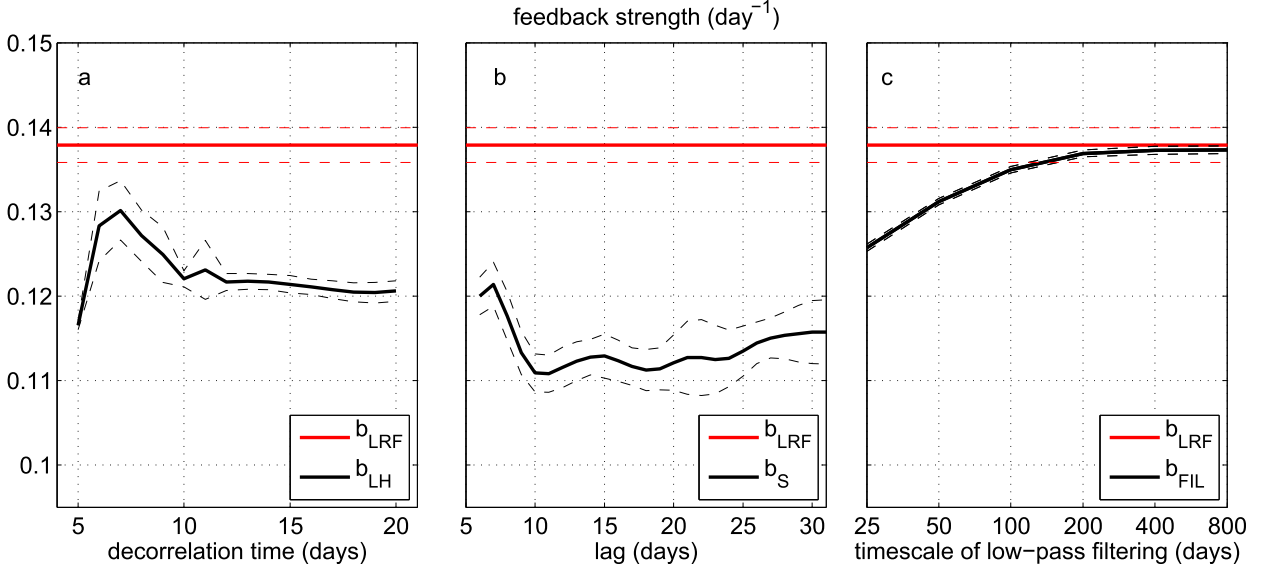 feedback strength (day⁻¹)
0.15
0.14
0.13
0.12
0.11
0.1
a
b_LRF
b_LH
5 10 15 20
decorrelation time (days)
b
b_LRF
b_S
5 10 15 20 25 30
lag (days)
c
b_LRF
b_FIL
25 50 100 200 400 800
timescale of low−pass filtering (days)